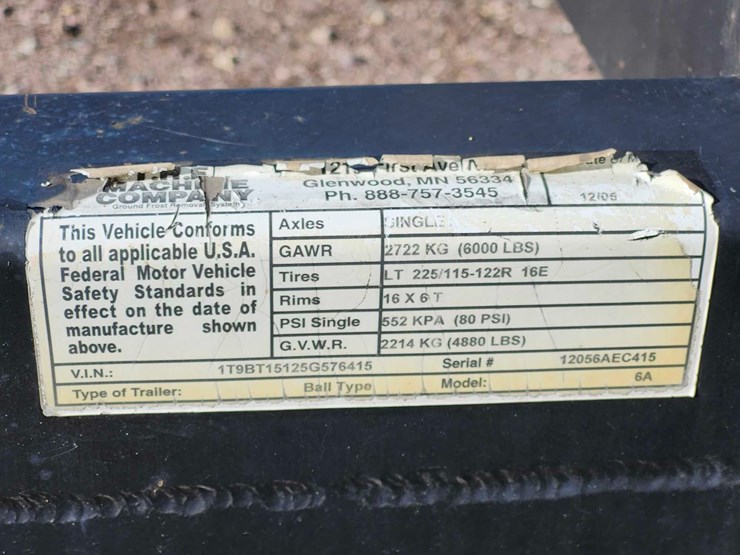 First Ave N.
Glenwood, MN 56334
Ph. 888-757-3545
MACHINE
COMPANY
Ground Frost Removal System
12/05
This Vehicle Conforms
to all applicable U.S.A.
Federal Motor Vehicle
Safety Standards in
effect on the date of
manufacture shown
above.
Axles SINGLE
GAWR 2722 KG (6000 LBS)
Tires LT 225/115-122R 16E
Rims 16 X 6 T
PSI Single 552 KPA (80 PSI)
G.V.W.R. 2214 KG (4880 LBS)
V.I.N.: 1T9BT15125G576415 Serial # 12056AEC415
Type of Trailer: Ball Type Model: 6A